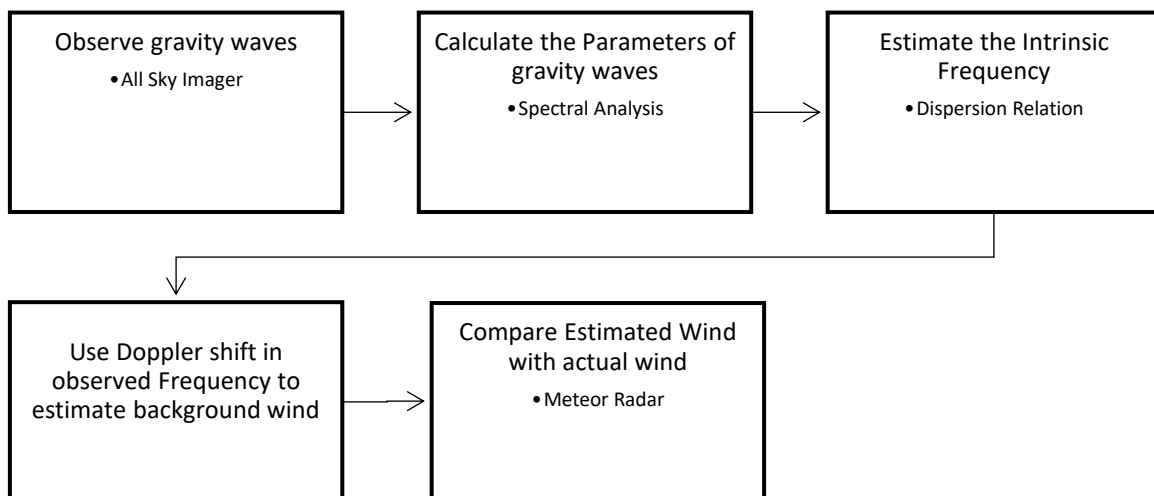 Observe gravity waves
•All Sky Imager
Calculate the Parameters of
gravity waves
•Spectral Analysis
Estimate the Intrinsic
Frequency
•Dispersion Relation
Use Doppler shift in
observed Frequency to
estimate background wind
Compare Estimated Wind
with actual wind
•Meteor Radar